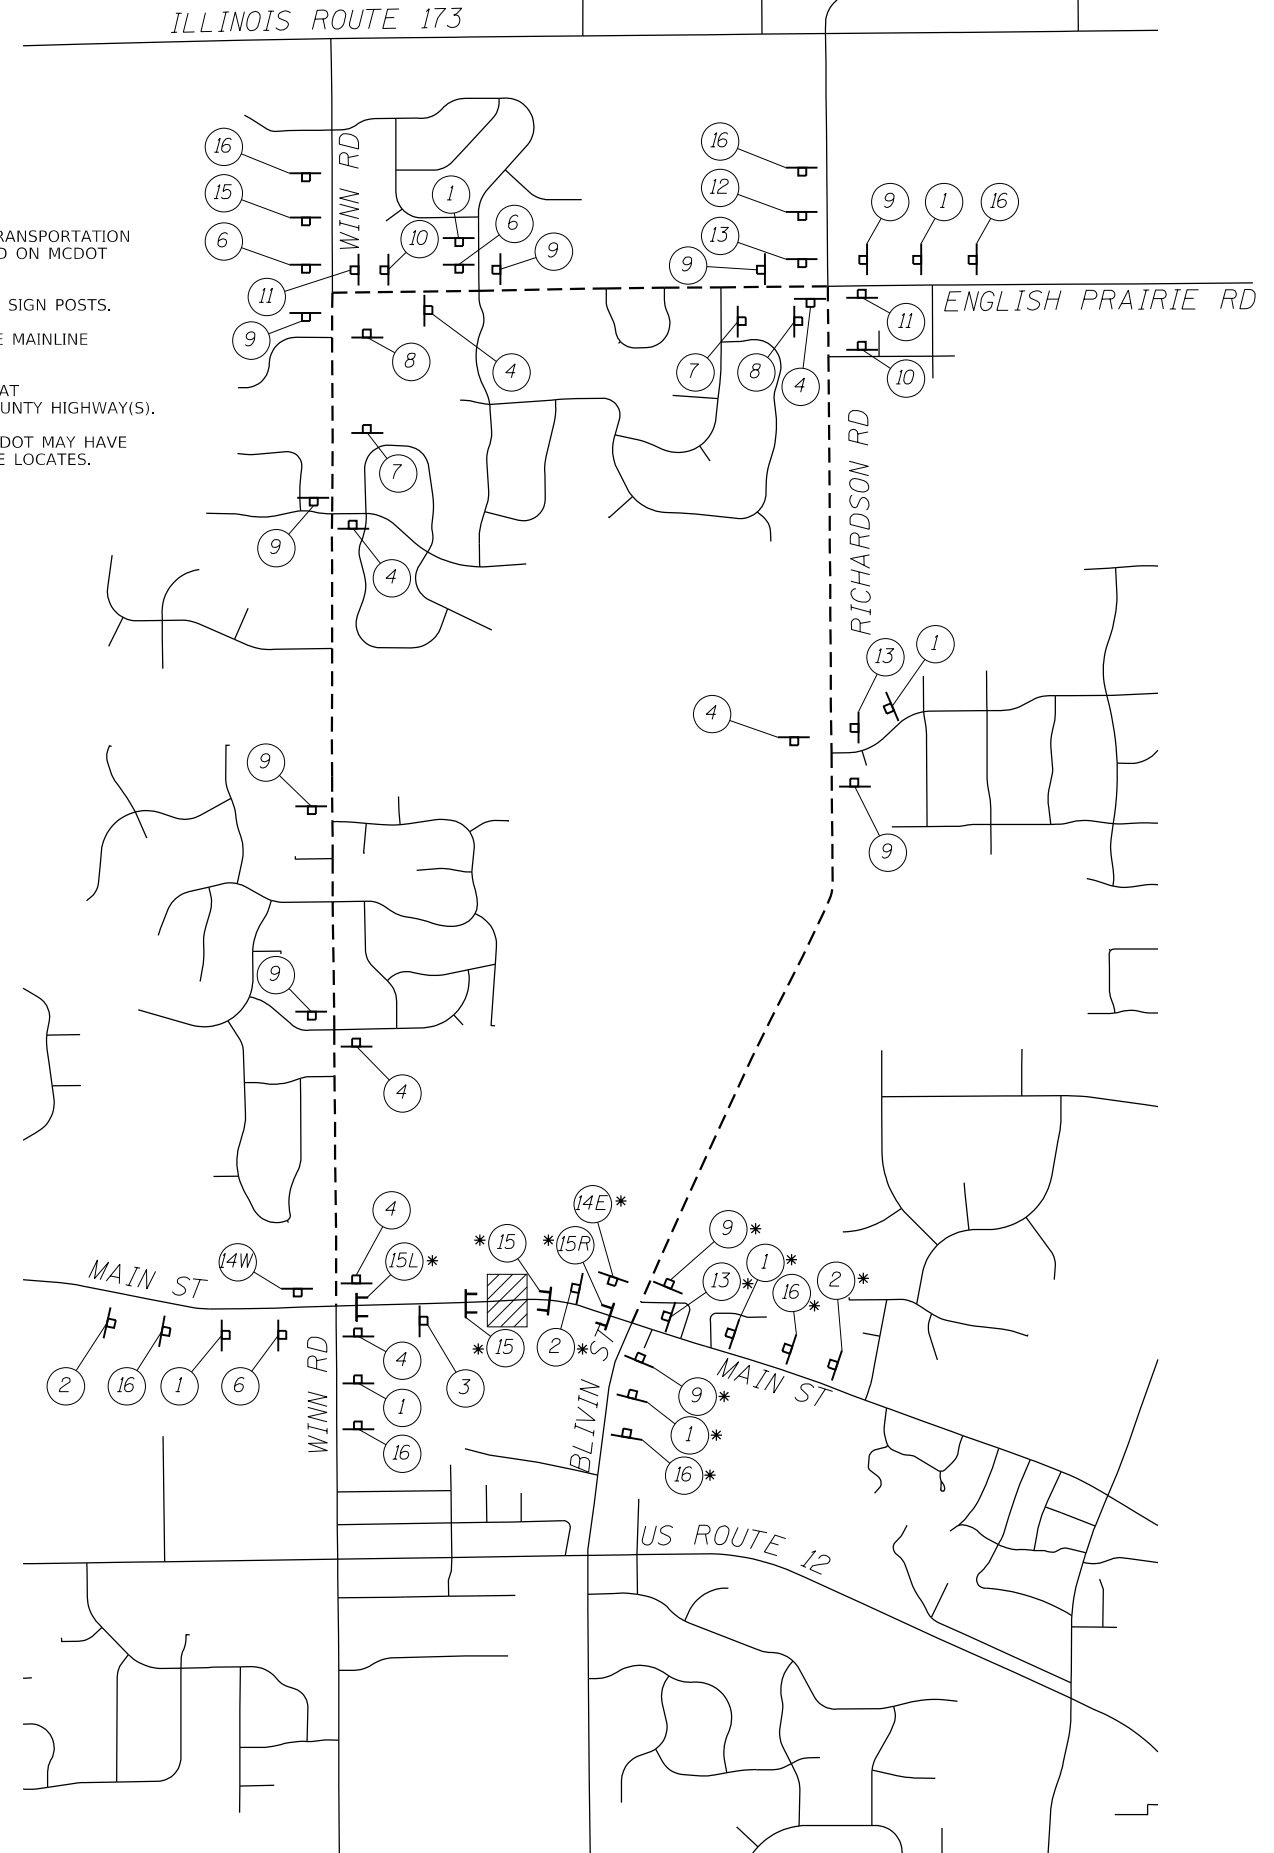 ILLINOIS ROUTE 173
16
15
6
11
9
WINN RD
10
1
6
9
8
4
7
9
4
16
12
13
9
9
1
16
ENGLISH PRAIRIE RD
11
10
7
8
4
RANSPORTATION
D ON MCDOT
SIGN POSTS.
E MAINLINE
AT
UNTY HIGHWAY(S).
DOT MAY HAVE
E LOCATES.
RICHARDSON RD
13
1
4
9
9
9
4
MAIN ST
14W
4
15L *
* 15
* 15R
14E *
9 *
1 *
13 *
16 *
2 *
2
16
1
6
WINN RD
4
1
16
3
* 15
2 *
BLIVIN ST
9 *
1 *
16 *
MAIN ST
US ROUTE 12